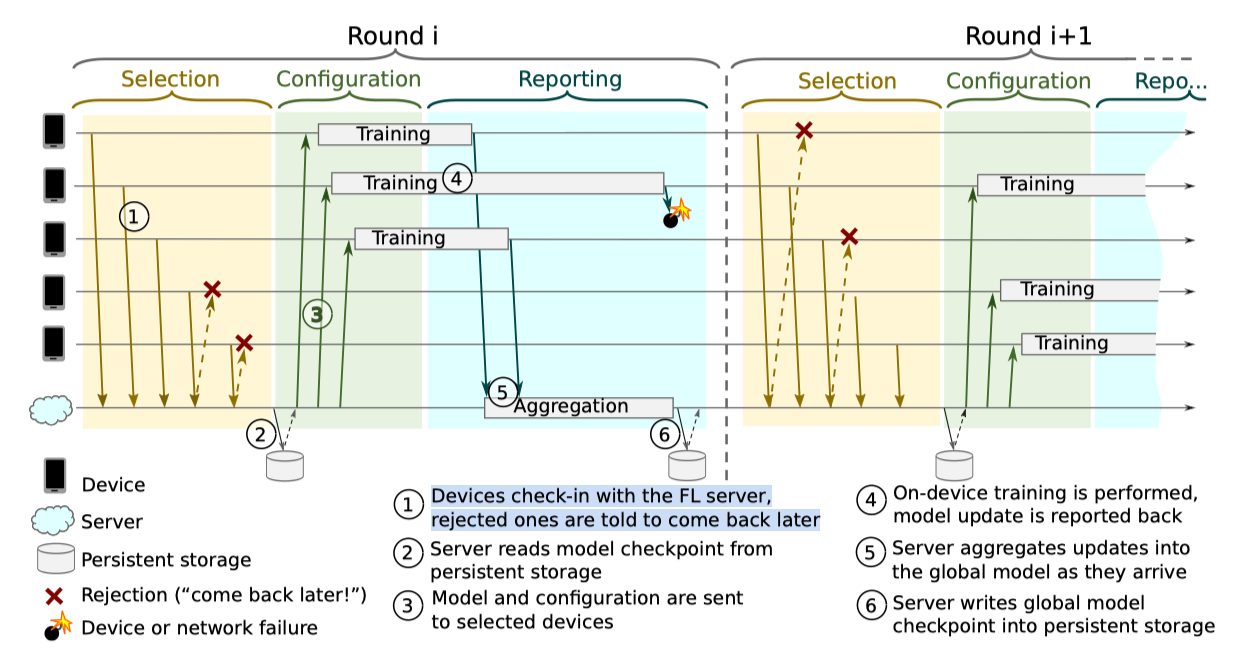 Round i
Round i+1
Selection
Configuration
Reporting
Selection
Configuration
Repo...
Training
Training
4
Training
Training
1
Training
3
Training
5
Aggregation
2
6
Device
Server
Persistent storage
Rejection (“come back later!”)
Device or network failure
1
Devices check-in with the FL server,
rejected ones are told to come back later
2
Server reads model checkpoint from
persistent storage
3
Model and configuration are sent
to selected devices
4
On-device training is performed,
model update is reported back
5
Server aggregates updates into
the global model as they arrive
6
Server writes global model
checkpoint into persistent storage